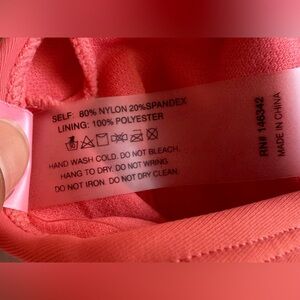 SELF: 80% NYLON 20%SPANDEX
LINING: 100% POLYESTER
HAND WASH COLD. DO NOT BLEACH.
HANG TO DRY. DO NOT WRING.
DO NOT IRON. DO NOT DRY CLEAN.
RN# 146342
MADE IN CHINA